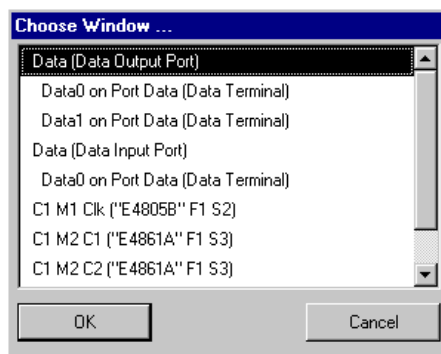 Choose Window ...
Data (Data Output Port)
Data0 on Port Data (Data Terminal)
Data1 on Port Data (Data Terminal)
Data (Data Input Port)
Data0 on Port Data (Data Terminal)
C1 M1 Clk ("E4805B" F1 S2)
C1 M2 C1 ("E4861A" F1 S3)
C1 M2 C2 ("E4861A" F1 S3)
OK
Cancel